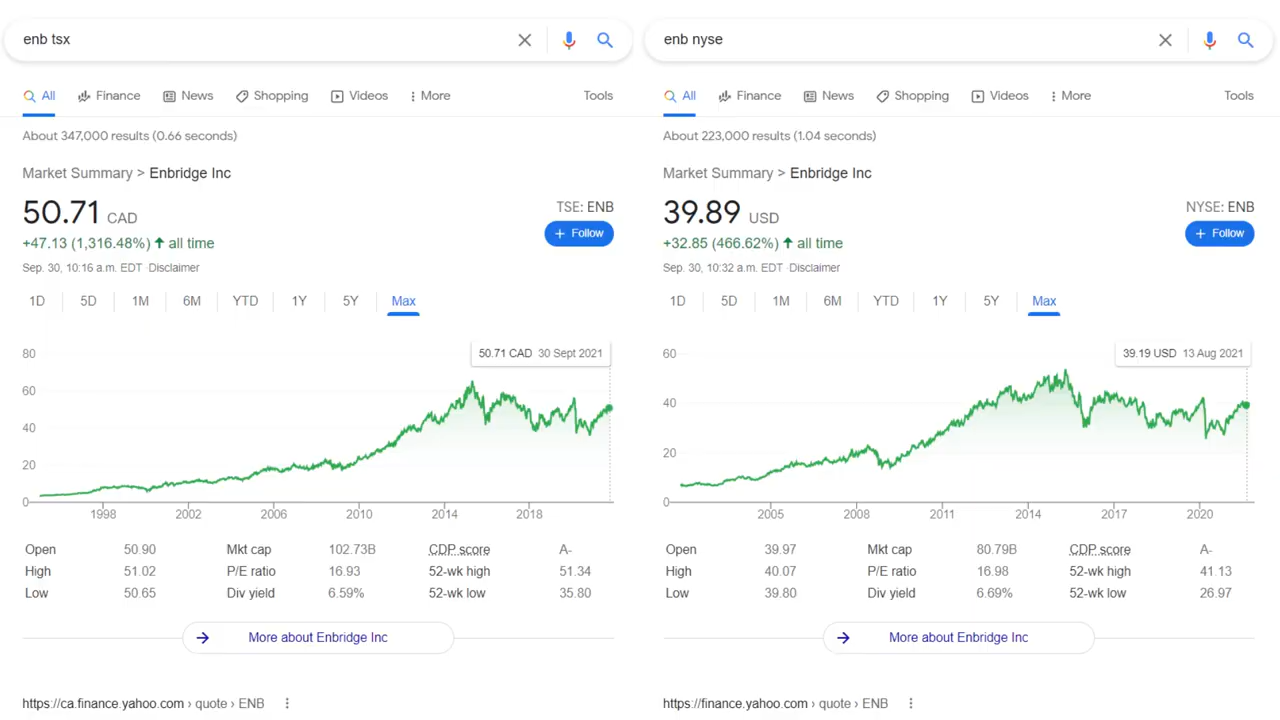 enb tsx
All Finance News Shopping Videos More Tools
About 347,000 results (0.66 seconds)
Market Summary > Enbridge Inc
50.71 CAD
TSE: ENB
+ Follow
+47.13 (1,316.48%) ↑ all time
Sep. 30, 10:16 a.m. EDT · Disclaimer
1D 5D 1M 6M YTD 1Y 5Y Max
50.71 CAD 30 Sept 2021
80
60
40
20
0
1998 2002 2006 2010 2014 2018
Open 50.90 Mkt cap 102.73B CDP score A-
High 51.02 P/E ratio 16.93 52-wk high 51.34
Low 50.65 Div yield 6.59% 52-wk low 35.80
More about Enbridge Inc
https://ca.finance.yahoo.com › quote › ENB
enb nyse
All Finance News Shopping Videos More Tools
About 223,000 results (1.04 seconds)
Market Summary > Enbridge Inc
39.89 USD
NYSE: ENB
+ Follow
+32.85 (466.62%) ↑ all time
Sep. 30, 10:32 a.m. EDT · Disclaimer
1D 5D 1M 6M YTD 1Y 5Y Max
39.19 USD 13 Aug 2021
60
40
20
0
2005 2008 2011 2014 2017 2020
Open 39.97 Mkt cap 80.79B CDP score A-
High 40.07 P/E ratio 16.98 52-wk high 41.13
Low 39.80 Div yield 6.69% 52-wk low 26.97
More about Enbridge Inc
https://finance.yahoo.com › quote › ENB